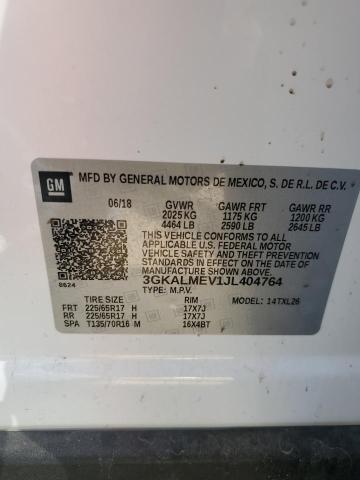 GM
MFD BY GENERAL MOTORS DE MEXICO, S. DE R.L. DE C.V.
06/18 GVWR GAWR FRT GAWR RR
2025 KG 1175 KG 1200 KG
4464 LB 2590 LB 2645 LB
THIS VEHICLE CONFORMS TO ALL
APPLICABLE U.S. FEDERAL MOTOR
VEHICLE SAFETY AND THEFT
PREVENTION STANDARDS IN EFFECT ON
THE DATE OF MANUFACTURE SHOWN ABOVE.
3GKALMEV1JL404764
8624 TYPE: M.P.V.
TIRE SIZE RIM MODEL: 14TXL26
FRT 225/65R17 H 17X7J
RR 225/65R17 H 17X7J
SPA T135/70R16 M 16X4BT